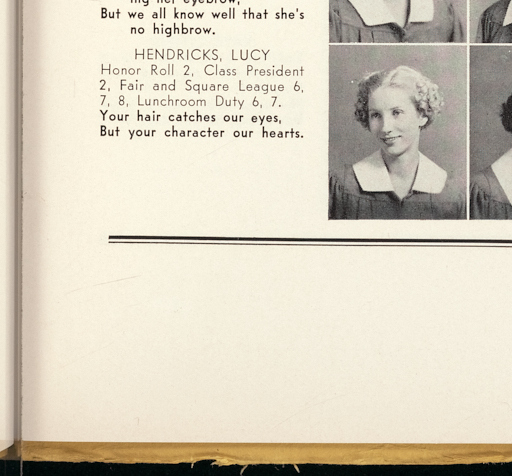 ing her eyebrow,
But we all know well that she's
no highbrow.
HENDRICKS, LUCY
Honor Roll 2, Class President
2, Fair and Square League 6,
7, 8, Lunchroom Duty 6, 7.
Your hair catches our eyes,
But your character our hearts.